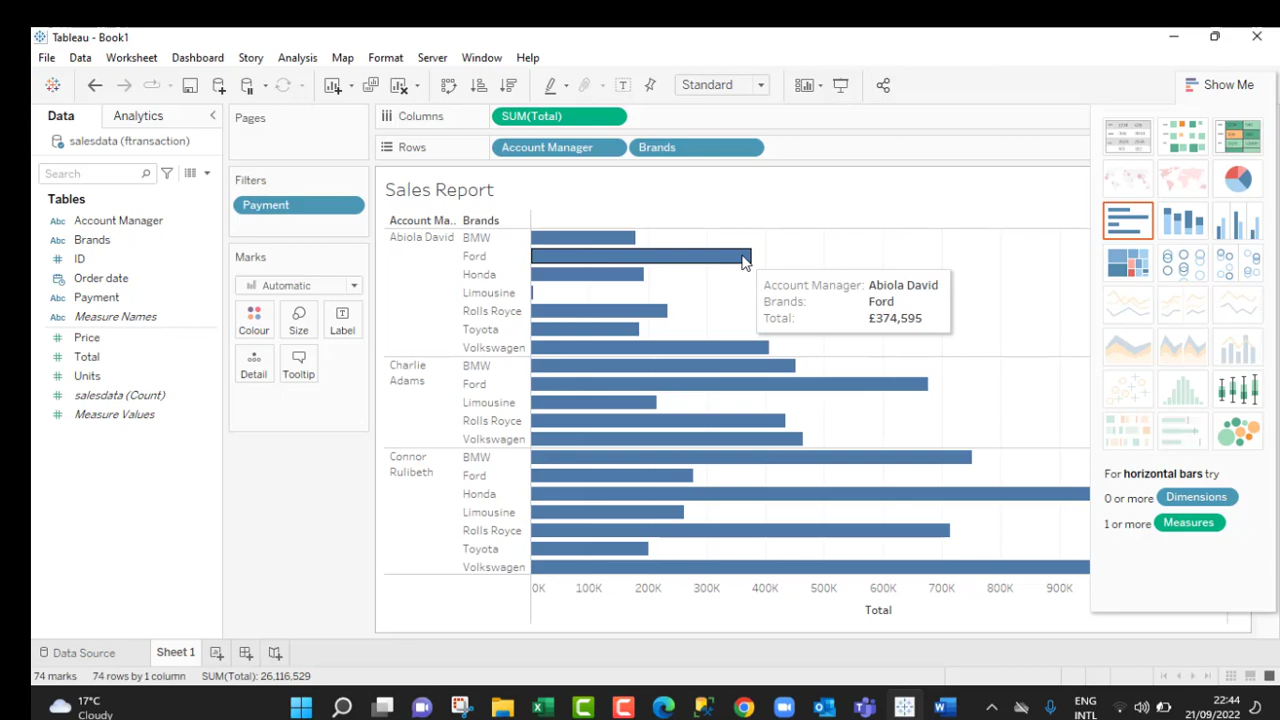 Tableau - Book1
File Data Worksheet Dashboard Story Analysis Map Format Server Window Help
Standard
Show Me
Data Analytics
salesdata (ftransaction)
Search
Tables
Abc Account Manager
Abc Brands
ID
Order date
Abc Payment
Abc Measure Names
Price
Total
Units
salesdata (Count)
Measure Values
Pages
Filters
Payment
Marks
Automatic
Colour Size Label
Detail Tooltip
Columns SUM(Total)
Rows Account Manager Brands
Sales Report
Account Ma.. Brands
Abiola David BMW
Ford
Honda
Limousine
Rolls Royce
Toyota
Volkswagen
Charlie Adams BMW
Ford
Limousine
Rolls Royce
Volkswagen
Connor Rulibeth BMW
Ford
Honda
Limousine
Rolls Royce
Toyota
Volkswagen
0K 100K 200K 300K 400K 500K 600K 700K 800K 900K
Total
Account Manager: Abiola David
Brands: Ford
Total: £374,595
For horizontal bars try
0 or more Dimensions
1 or more Measures
Data Source Sheet 1
74 marks 74 rows by 1 column SUM(Total): 26,116,529
17°C
Cloudy
ENG
INTL
22:44
21/09/2022